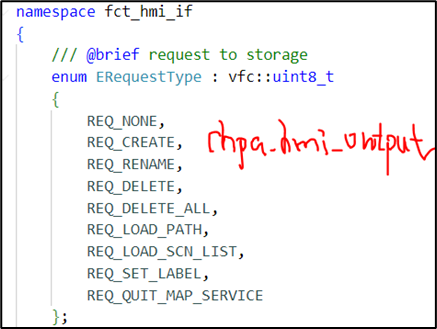 namespace fct_hmi_if
{
/// @brief request to storage
enum ERequestType : vfc::uint8_t
{
REQ_NONE,
REQ_CREATE,
REQ_RENAME,
REQ_DELETE,
REQ_DELETE_ALL,
REQ_LOAD_PATH,
REQ_LOAD_SCN_LIST,
REQ_SET_LABEL,
REQ_QUIT_MAP_SERVICE
};